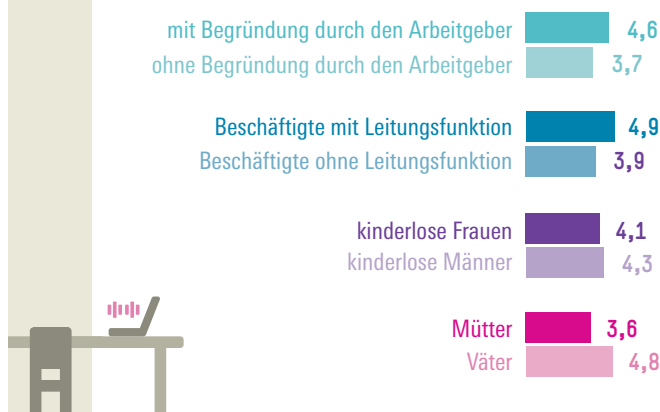 mit Begründung durch den Arbeitgeber 4,6
ohne Begründung durch den Arbeitgeber 3,7
Beschäftigte mit Leitungsfunktion 4,9
Beschäftigte ohne Leitungsfunktion 3,9
kinderlose Frauen 4,1
kinderlose Männer 4,3
Mütter 3,6
Väter 4,8